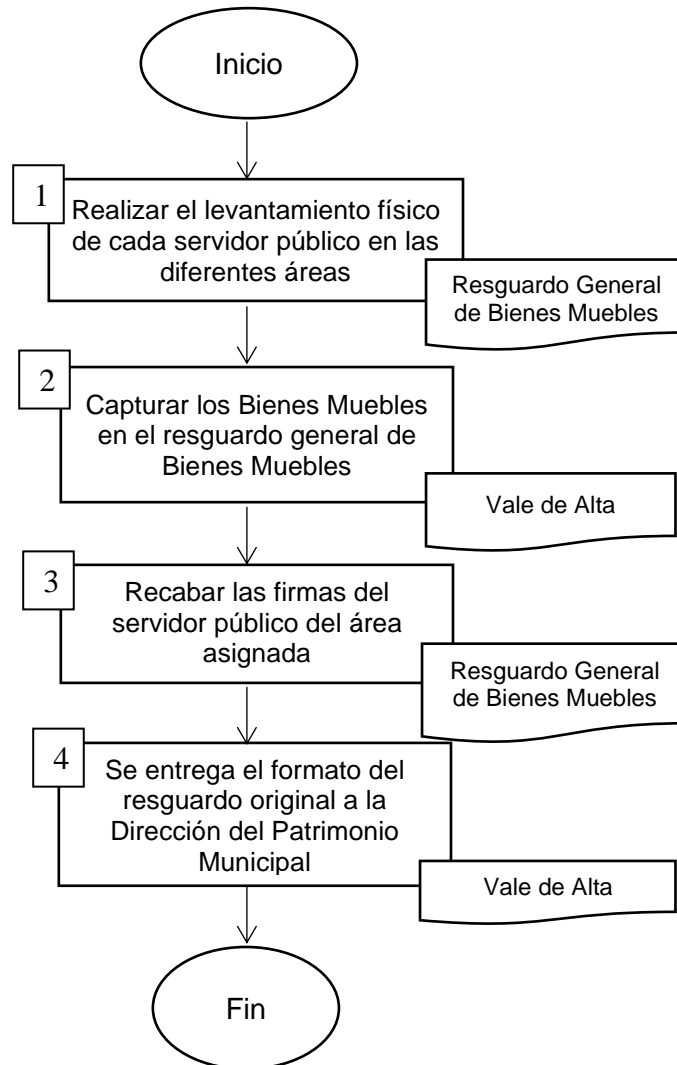 Inicio
1
Realizar el levantamiento físico
de cada servidor público en las
diferentes áreas
Resguardo General
de Bienes Muebles
2
Capturar los Bienes Muebles
en el resguardo general de
Bienes Muebles
Vale de Alta
3
Recabar las firmas del
servidor público del área
asignada
Resguardo General
de Bienes Muebles
4
Se entrega el formato del
resguardo original a la
Dirección del Patrimonio
Municipal
Vale de Alta
Fin